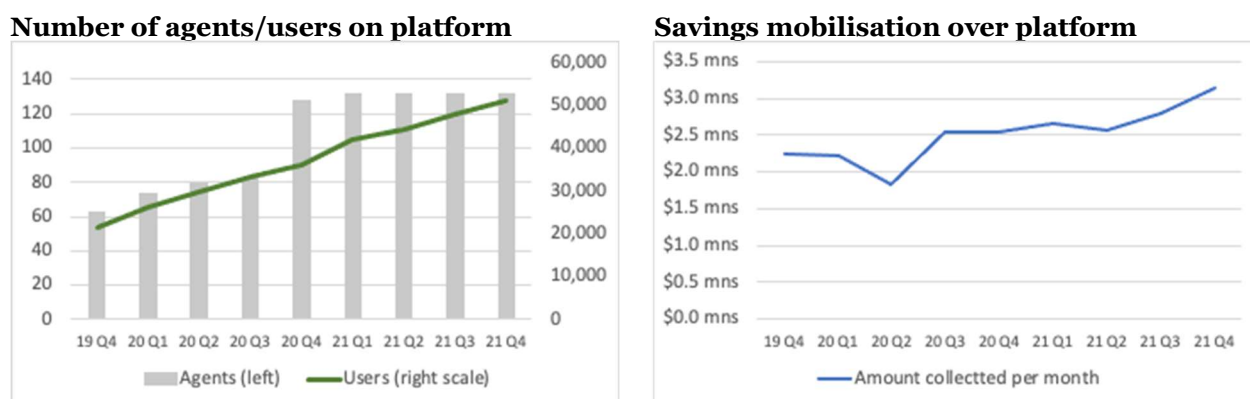 Number of agents/users on platform
140
120
100
80
60
40
20
0
60,000
50,000
40,000
30,000
20,000
10,000
0
19 Q4 20 Q1 20 Q2 20 Q3 20 Q4 21 Q1 21 Q2 21 Q3 21 Q4
Agents (left) Users (right scale)
Savings mobilisation over platform
$3.5 mns
$3.0 mns
$2.5 mns
$2.0 mns
$1.5 mns
$1.0 mns
$0.5 mns
$0.0 mns
19 Q4 20 Q1 20 Q2 20 Q3 20 Q4 21 Q1 21 Q2 21 Q3 21 Q4
Amount collectted per month